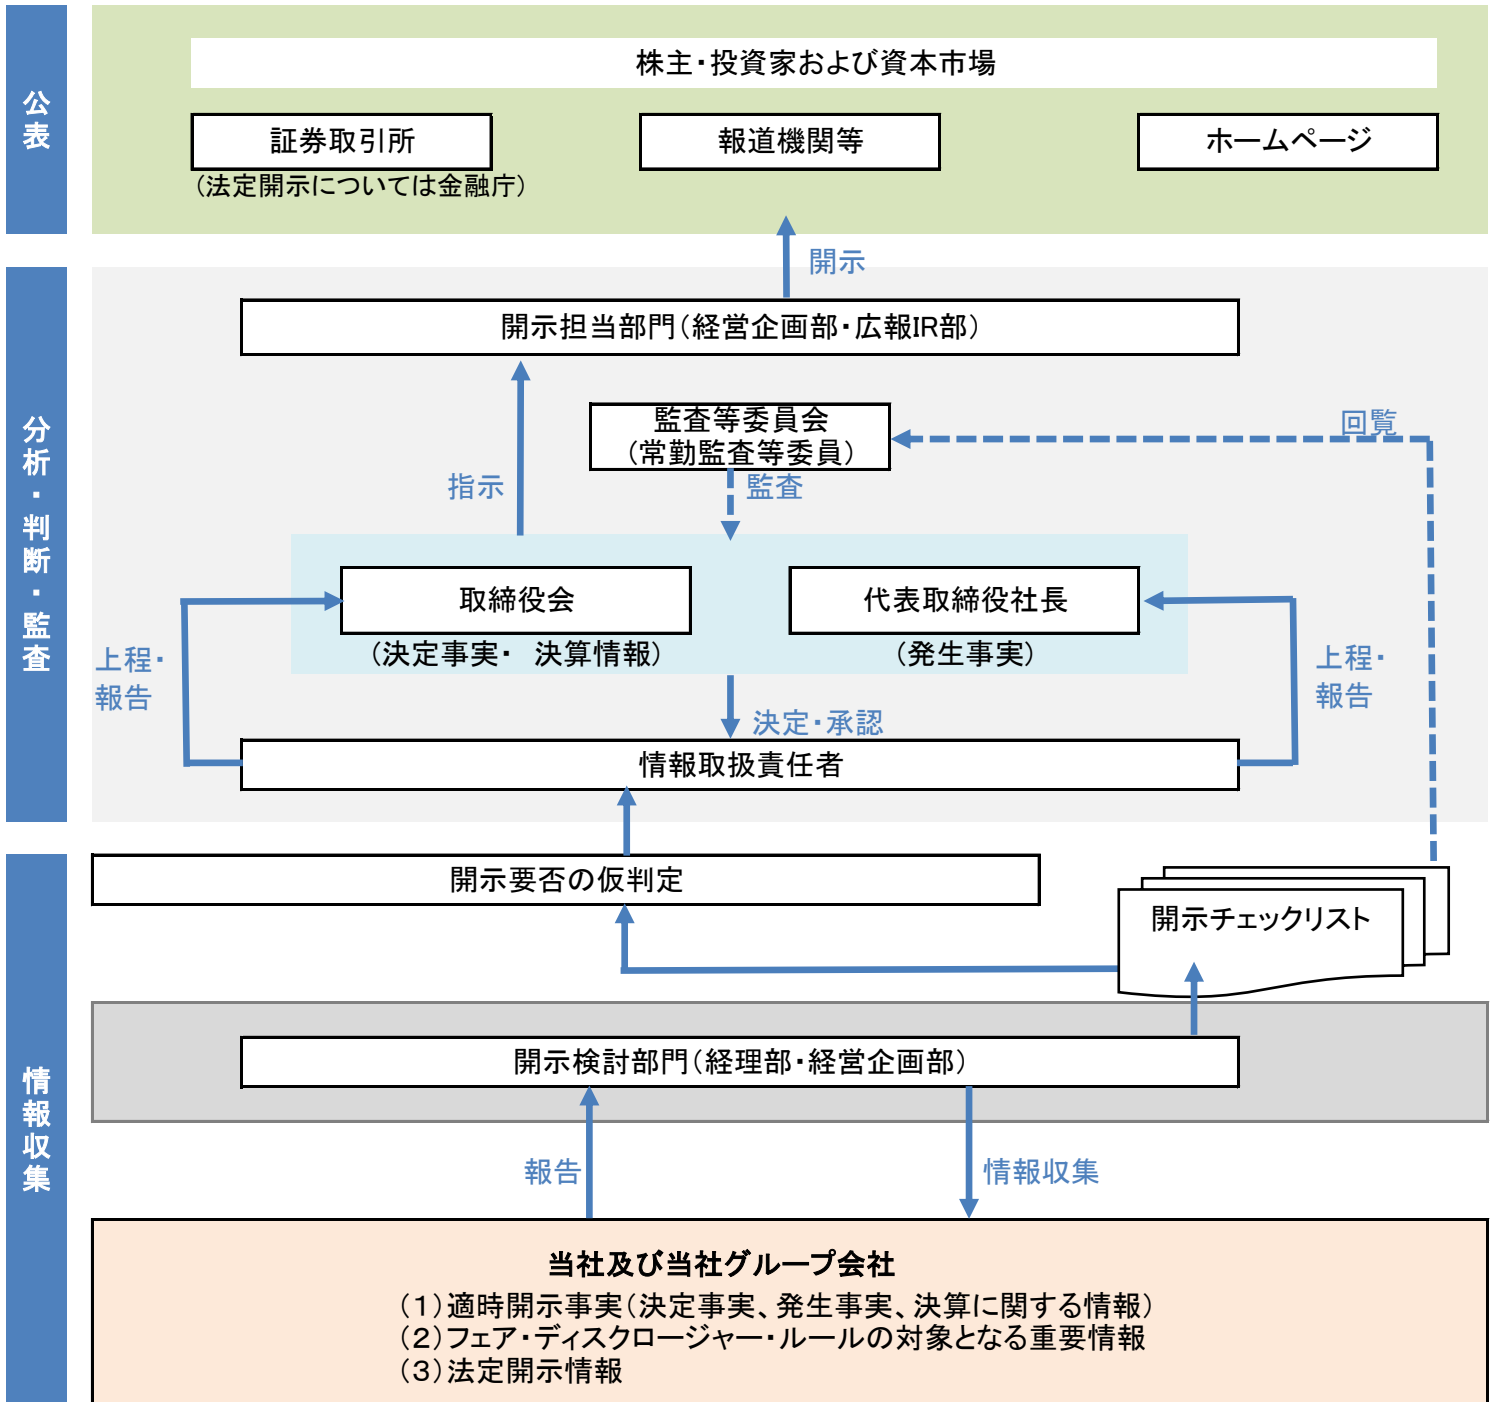 公表
株主・投資家および資本市場
証券取引所
報道機関等
ホームページ
(法定開示については金融庁)
開示
分析・判断・監査
開示担当部門(経営企画部・広報IR部)
監査等委員会
(常勤監査等委員)
回覧
指示
監査
取締役会
代表取締役社長
(決定事実・ 決算情報)
(発生事実)
上程・
報告
上程・
報告
決定・承認
情報取扱責任者
情報収集
開示要否の仮判定
開示チェックリスト
開示検討部門(経理部・経営企画部)
報告
情報収集
当社及び当社グループ会社
(1)適時開示事実(決定事実、発生事実、決算に関する情報)
(2)フェア・ディスクロージャー・ルールの対象となる重要情報
(3)法定開示情報